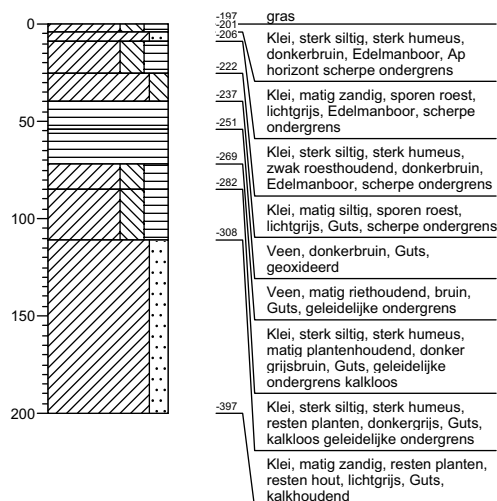 0
50
100
150
200
-197
-201
-206
-222
-237
-251
-269
-282
-308
-397
gras
Klei, sterk siltig, sterk humeus,
donkerbruin, Edelmanboor, Ap
horizont scherpe ondergrens
Klei, matig zandig, sporen roest,
lichtgrijs, Edelmanboor, scherpe
ondergrens
Klei, sterk siltig, sterk humeus,
zwak roesthoudend, donkerbruin,
Edelmanboor, scherpe ondergrens
Klei, matig siltig, sporen roest,
lichtgrijs, Guts, scherpe ondergrens
Veen, donkerbruin, Guts,
geoxideerd
Veen, matig riethoudend, bruin,
Guts, geleidelijke ondergrens
Klei, sterk siltig, sterk humeus,
matig plantenhoudend, donker
grijsbruin, Guts, geleidelijke
ondergrens kalkloos
Klei, sterk siltig, sterk humeus,
resten planten, donkergrijs, Guts,
kalkloos geleidelijke ondergrens
Klei, matig zandig, resten planten,
resten hout, lichtgrijs, Guts,
kalkhoudend